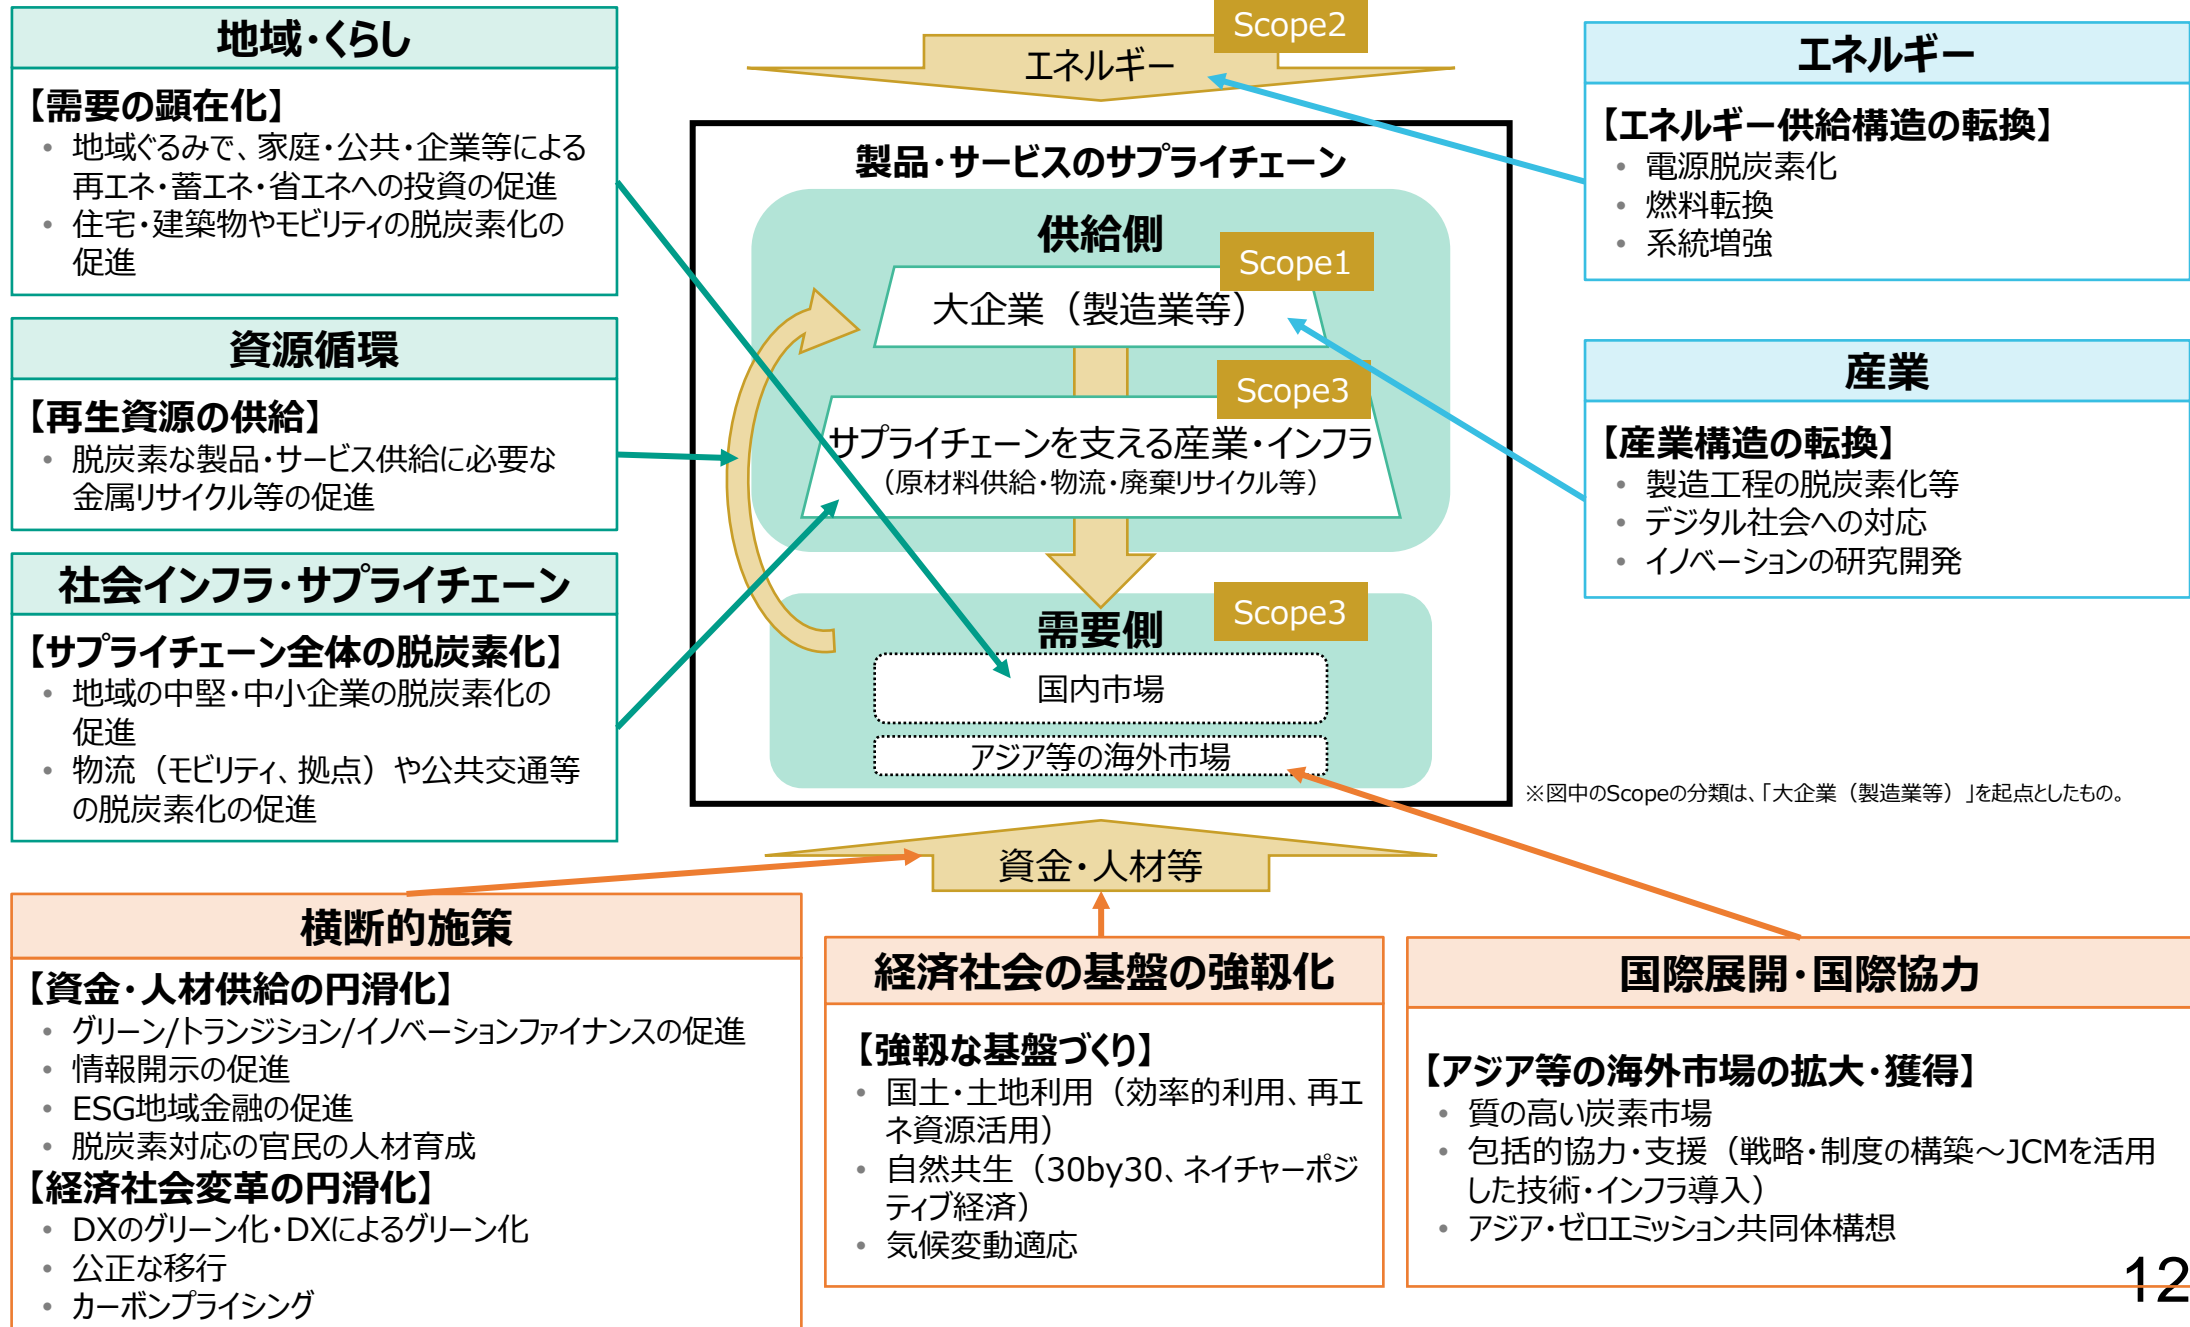 地域・くらし
【需要の顕在化】
• 地域ぐるみで、家庭・公共・企業等による
再エネ・蓄エネ・省エネへの投資の促進
• 住宅・建築物やモビリティの脱炭素化の
促進
資源循環
【再生資源の供給】
• 脱炭素な製品・サービス供給に必要な
金属リサイクル等の促進
社会インフラ・サプライチェーン
【サプライチェーン全体の脱炭素化】
• 地域の中堅・中小企業の脱炭素化の
促進
• 物流（モビリティ、拠点）や公共交通等
の脱炭素化の促進
Scope2
エネルギー
製品・サービスのサプライチェーン
供給側
Scope1
大企業（製造業等）
Scope3
サプライチェーンを支える産業・インフラ
（原材料供給・物流・廃棄リサイクル等）
需要側
Scope3
国内市場
アジア等の海外市場
資金・人材等
エネルギー
【エネルギー供給構造の転換】
• 電源脱炭素化
• 燃料転換
• 系統増強
産業
【産業構造の転換】
• 製造工程の脱炭素化等
• デジタル社会への対応
• イノベーションの研究開発
※図中のScopeの分類は、「大企業（製造業等）」を起点としたもの。
横断的施策
【資金・人材供給の円滑化】
• グリーン/トランジション/イノベーションファイナンスの促進
• 情報開示の促進
• ESG地域金融の促進
• 脱炭素対応の官民の人材育成
【経済社会変革の円滑化】
• DXのグリーン化・DXによるグリーン化
• 公正な移行
• カーボンプライシング
経済社会の基盤の強靱化
【強靱な基盤づくり】
• 国土・土地利用（効率的利用、再エ
ネ資源活用）
• 自然共生（30by30、ネイチャーポジ
ティブ経済）
• 気候変動適応
国際展開・国際協力
【アジア等の海外市場の拡大・獲得】
• 質の高い炭素市場
• 包括的協力・支援（戦略・制度の構築～JCMを活用
した技術・インフラ導入）
• アジア・ゼロエミッション共同体構想
12